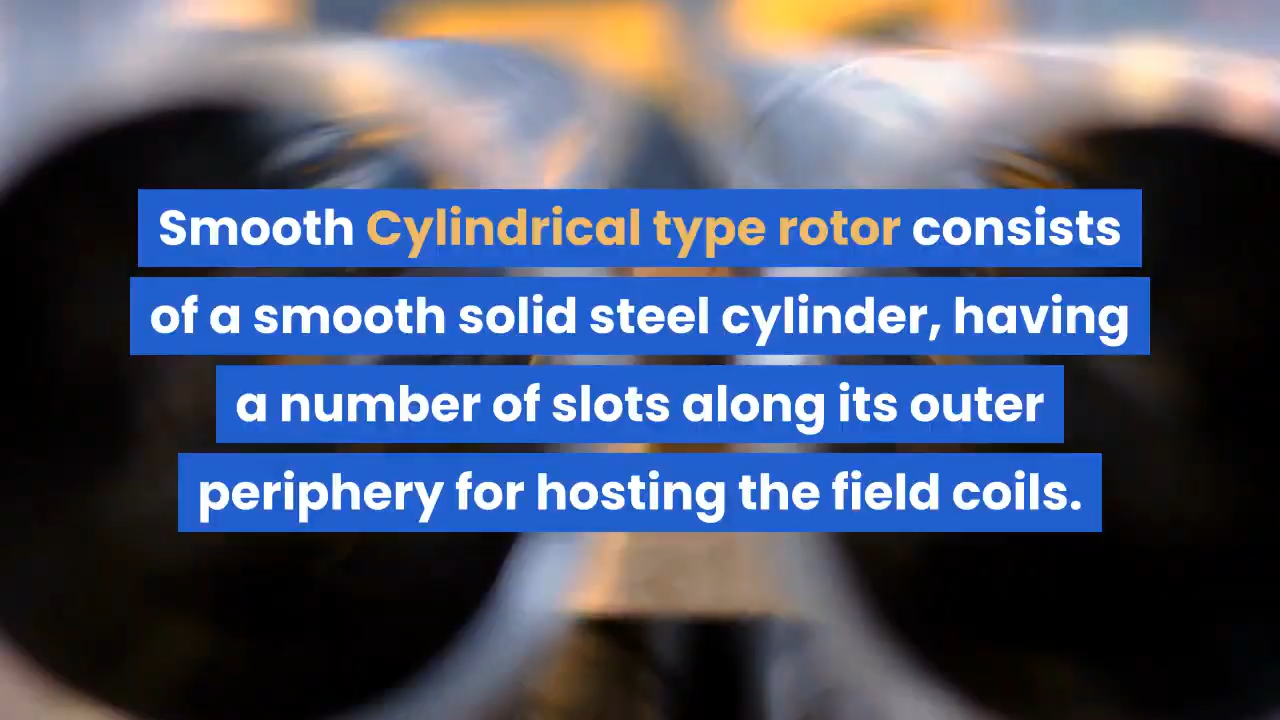 Smooth Cylindrical type rotor consists
of a smooth solid steel cylinder, having
a number of slots along its outer
periphery for hosting the field coils.